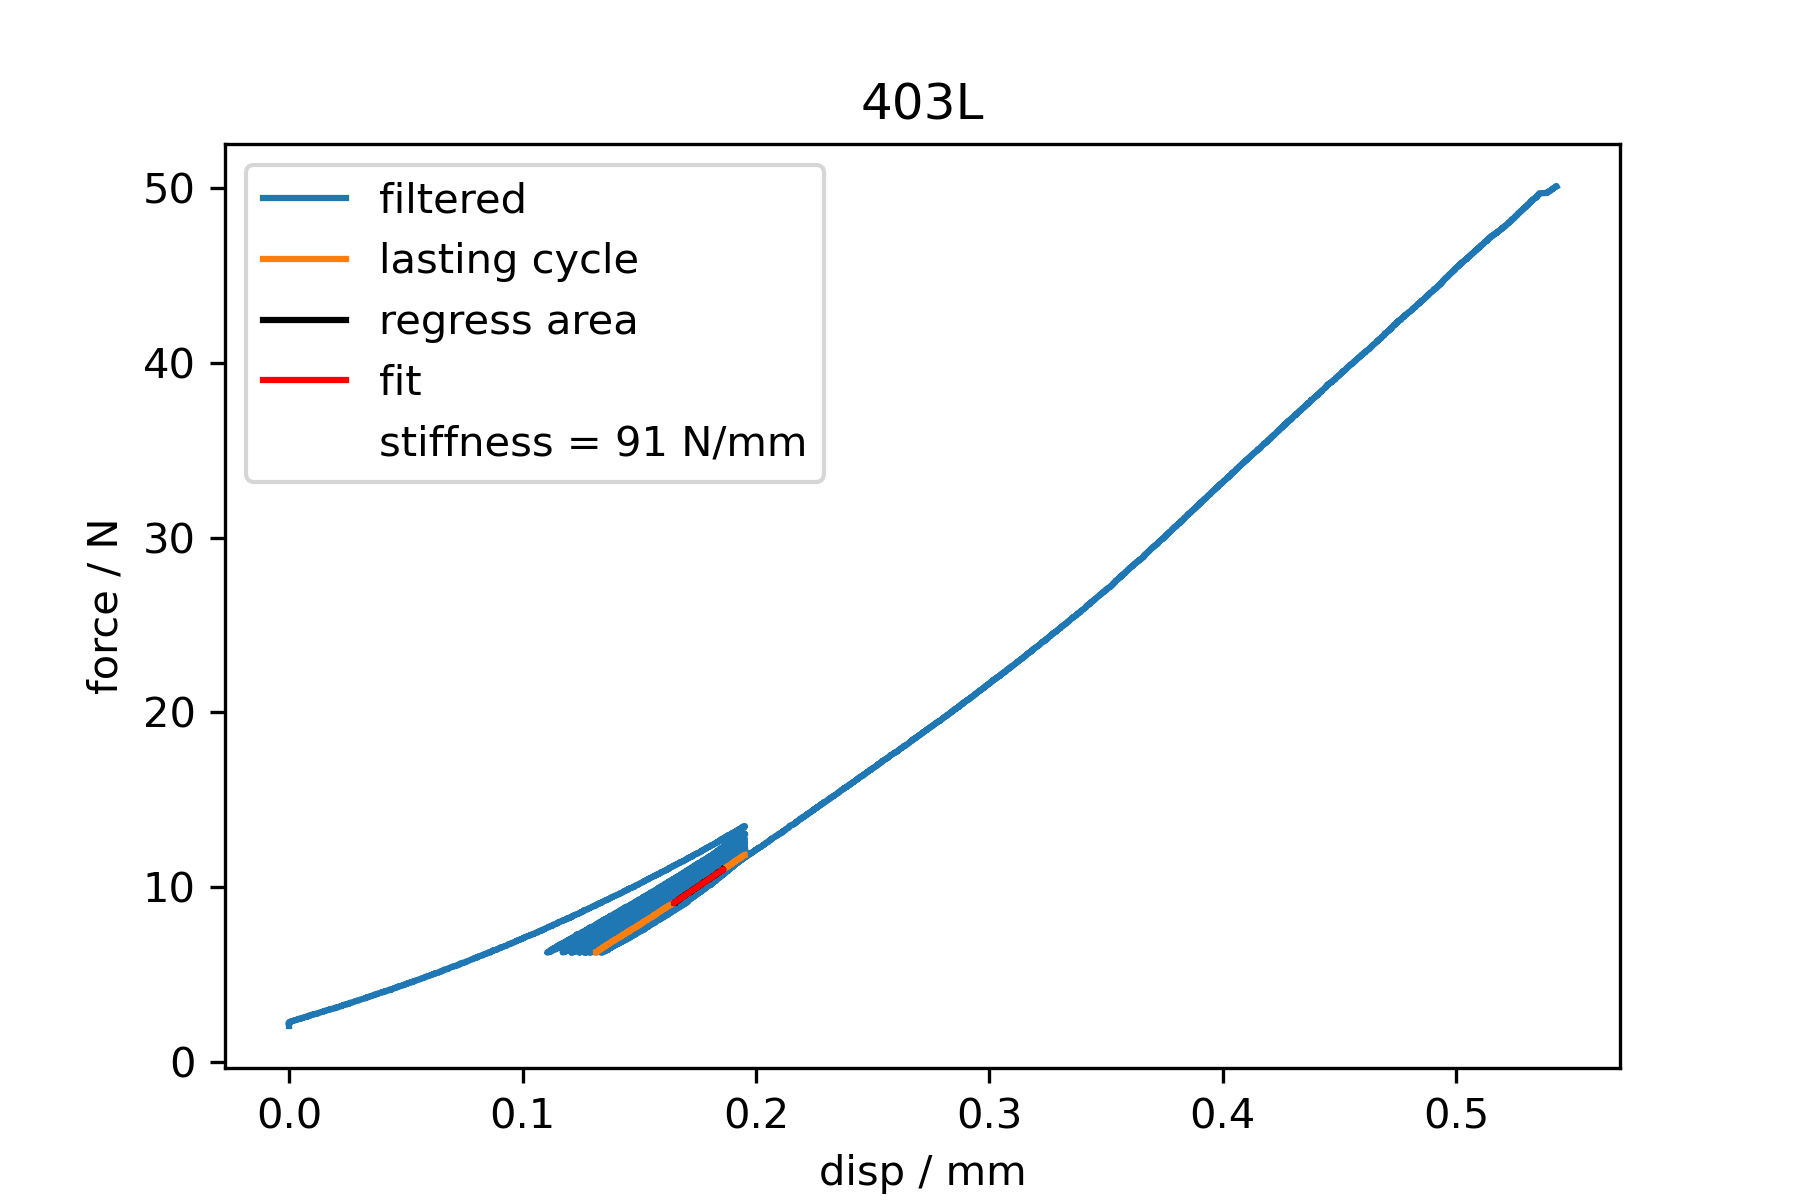 403L
filtered
lasting cycle
regress area
fit
stiffness = 91 N/mm
force / N
50
40
30
20
10
0
0.0 0.1 0.2 0.3 0.4 0.5
disp / mm